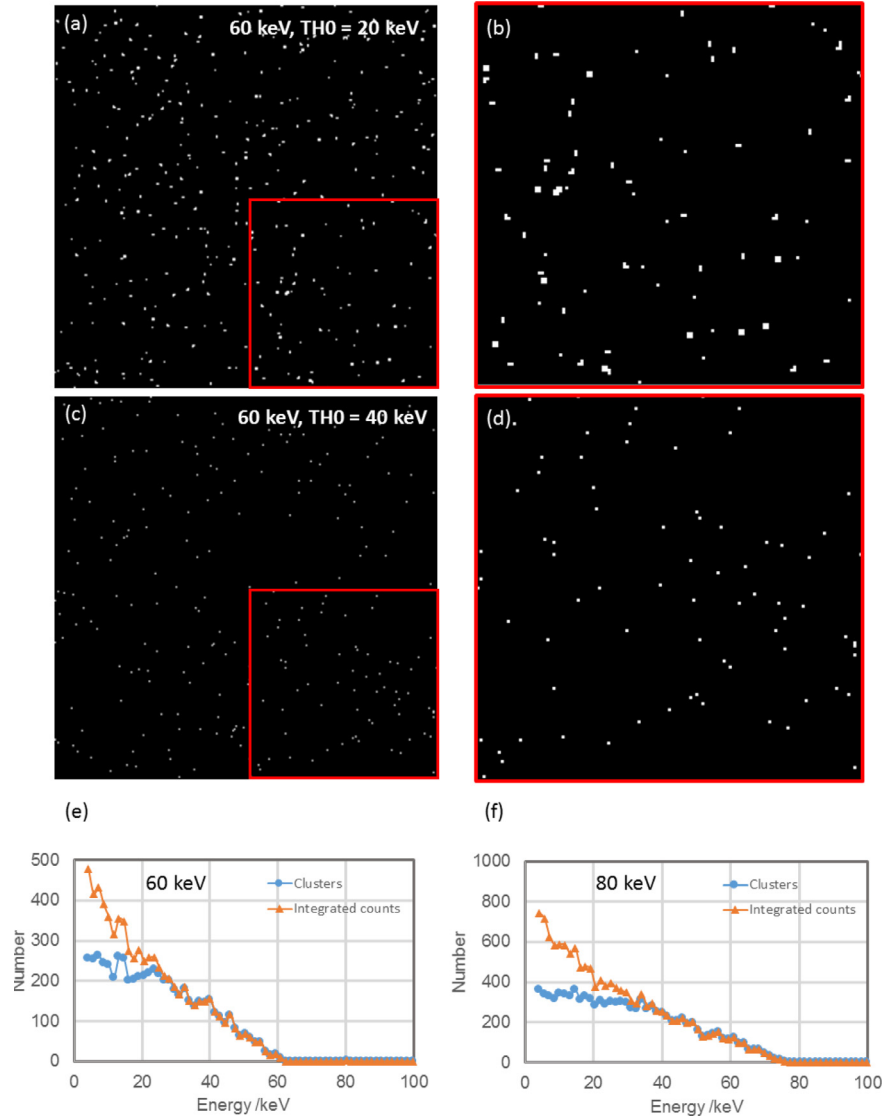 (a)
60 keV, TH0 = 20 keV
(b)
(c)
60 keV, TH0 = 40 keV
(d).
(e)
(f)
500
400
300
200
100
0
Number
60 keV
Clusters
Integrated counts
0 20 40 60 80 100
Energy /keV
1000
800
600
400
200
0
Number
80 keV
Clusters
Integrated counts
0 20 40 60 80 100
Energy /keV